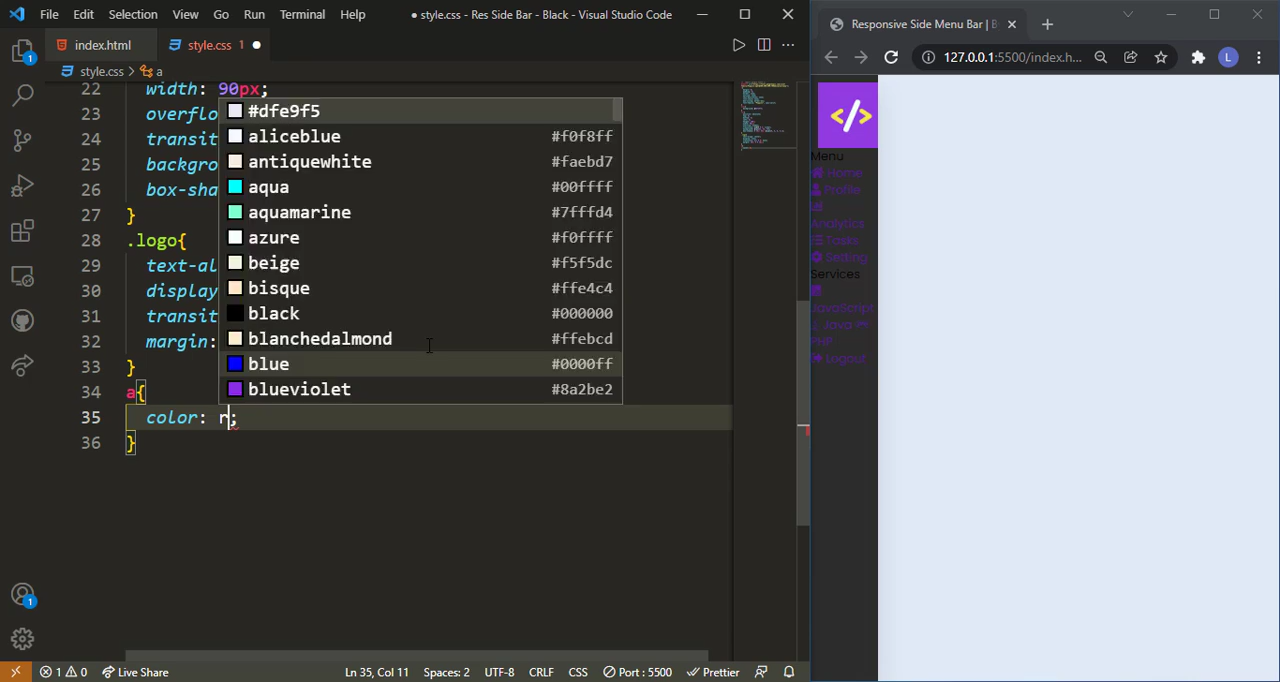 File Edit Selection View Go Run Terminal Help
● style.css - Res Side Bar - Black - Visual Studio Code
index.html
style.css 1 ●
style.css > a
22 width: 90px;
23 overflo
24 transit
25 backgro
26 box-sha
27 }
28 .logo{
29 text-al
30 display
31 transit
32 margin:
33 }
34 a{
35 color: r;
36 }
#dfe9f5
aliceblue #f0f8ff
antiquewhite #faebd7
aqua #00ffff
aquamarine #7fffd4
azure #f0ffff
beige #f5f5dc
bisque #ffe4c4
black #000000
blanchedalmond #ffebcd
blue #0000ff
blueviolet #8a2be2
1
1
1 0 Live Share
Ln 35, Col 11 Spaces: 2 UTF-8 CRLF CSS Port : 5500 Prettier
Responsive Side Menu Bar |
127.0.0.1:5500/index.h...
L
</>
Menu
Home
Profile
Analytics
Tasks
Setting
Services
JavaScript
Java
PHP
Logout